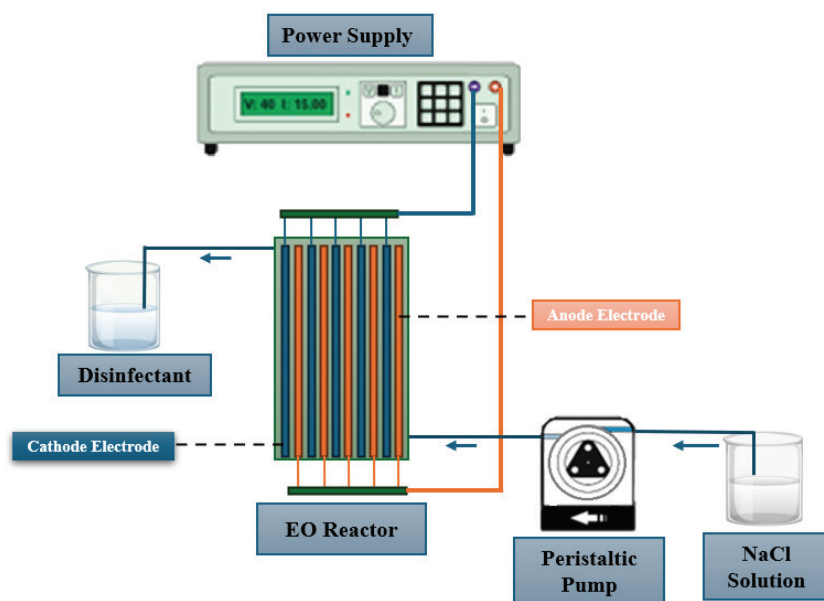 Power Supply
V: 40 I: 15.00
V
I
Anode Electrode
Disinfectant
Cathode Electrode
EO Reactor
Peristaltic
Pump
NaCl
Solution